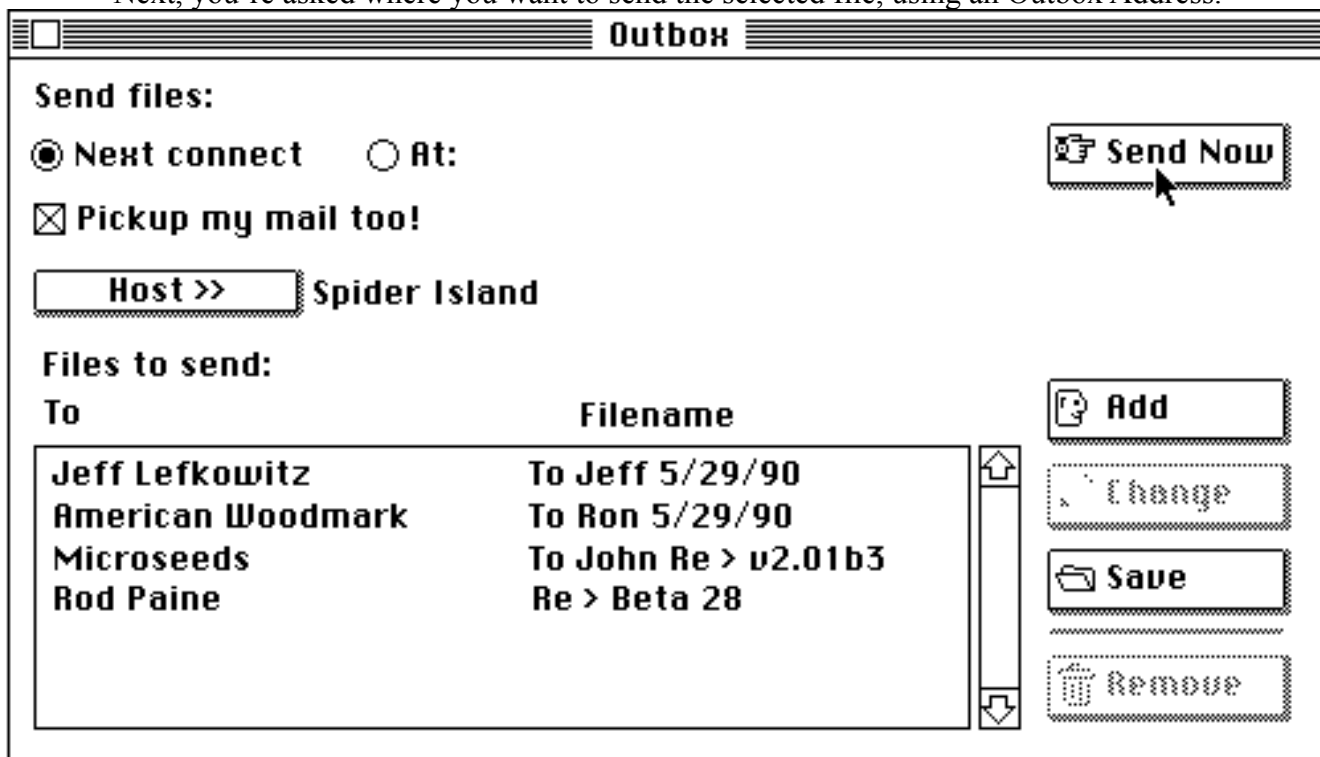 Next, you're asked where you want to send the selected file, using an Outbox Address.
Outbox
Send files:
Next connect At:
Send Now
Pickup my mail too!
Host >> Spider Island
Files to send:
To Filename
Add
Jeff Lefkowitz To Jeff 5/29/90
American Woodmark To Ron 5/29/90
Change
Microseeds To John Re > v2.01b3
Save
Rod Paine Re > Beta 28
Remove